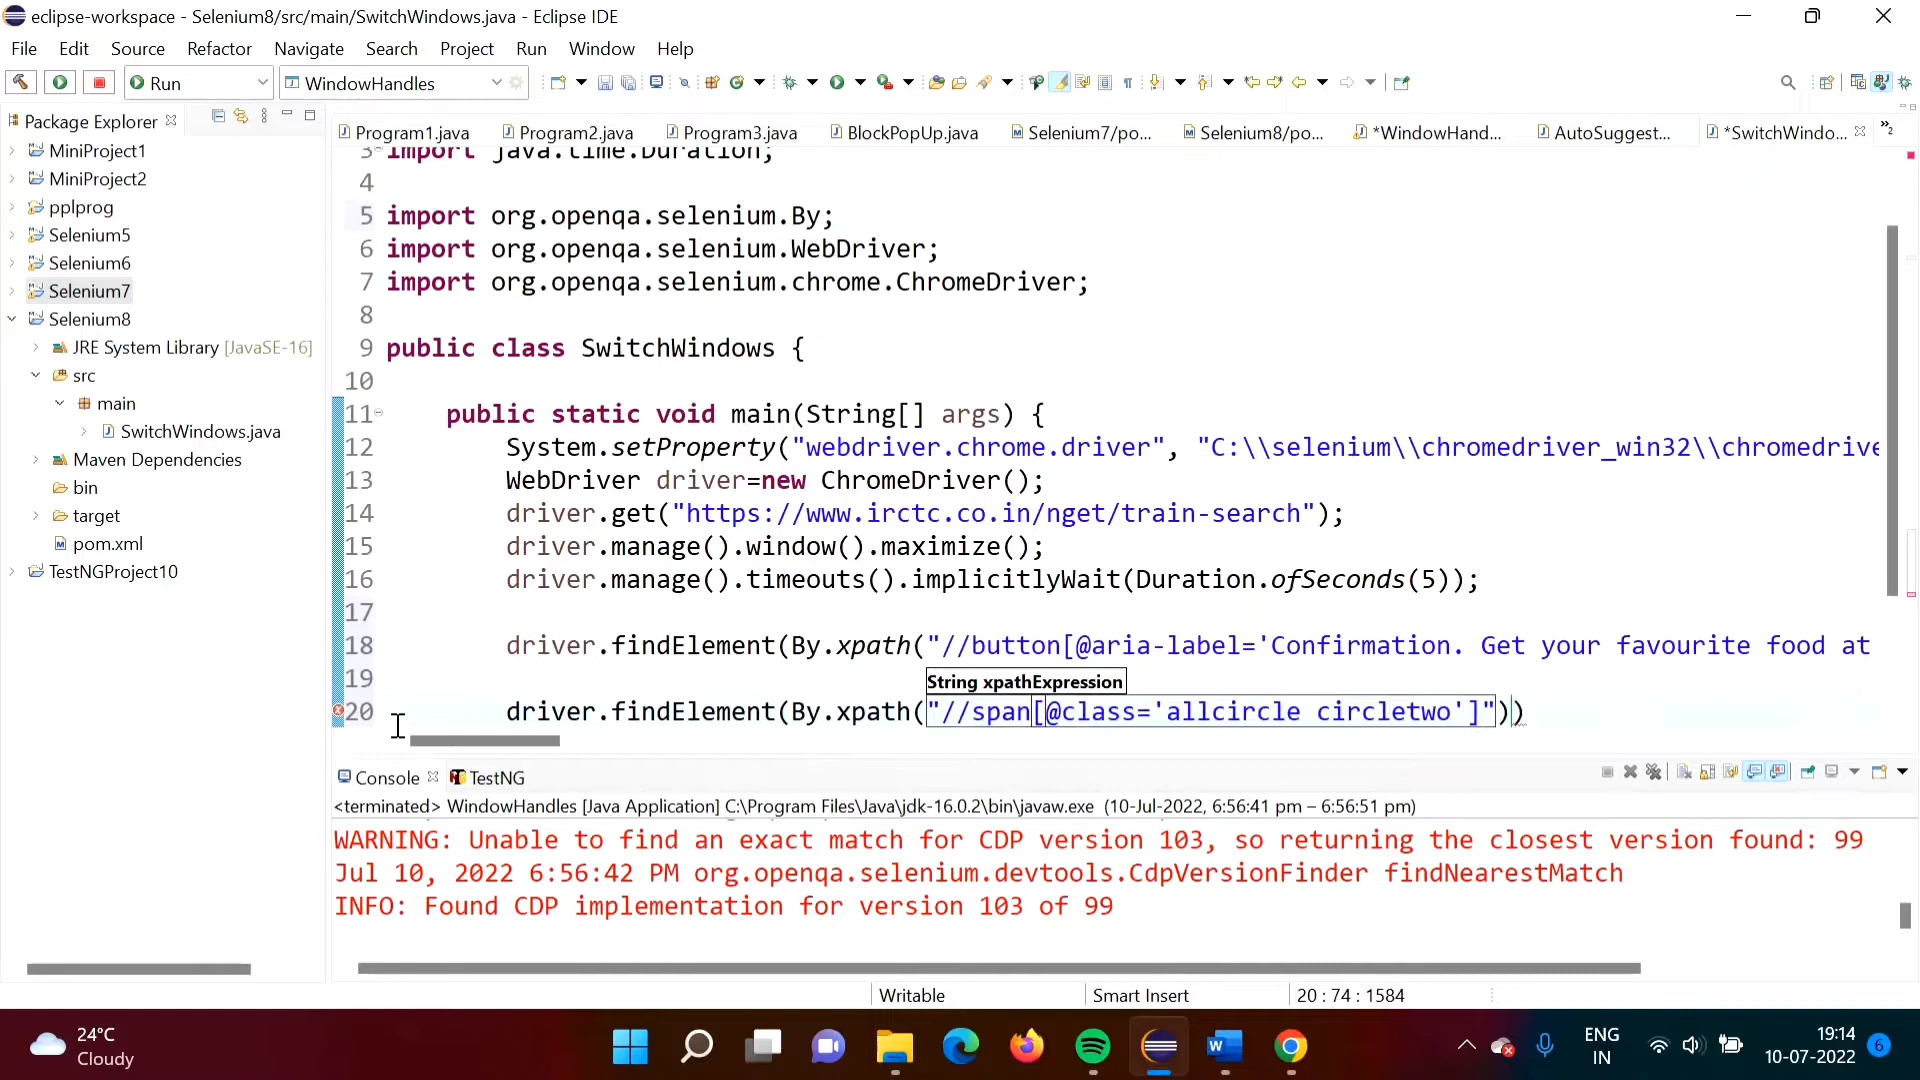 eclipse-workspace - Selenium8/src/main/SwitchWindows.java - Eclipse IDE
File Edit Source Refactor Navigate Search Project Run Window Help
Run WindowHandles
Package Explorer
MiniProject1
MiniProject2
pplprog
Selenium5
Selenium6
Selenium7
Selenium8
JRE System Library [JavaSE-16]
src
main
SwitchWindows.java
Maven Dependencies
bin
target
pom.xml
TestNGProject10
Program1.java Program2.java Program3.java BlockPopUp.java Selenium7/po... Selenium8/po... *WindowHand... AutoSuggest... *SwitchWindo... »2
3 import java.time.Duration;
4
5 import org.openqa.selenium.By;
6 import org.openqa.selenium.WebDriver;
7 import org.openqa.selenium.chrome.ChromeDriver;
8
9 public class SwitchWindows {
10
11 public static void main(String[] args) {
12 System.setProperty("webdriver.chrome.driver", "C:\\selenium\\chromedriver_win32\\chromedrive
13 WebDriver driver=new ChromeDriver();
14 driver.get("https://www.irctc.co.in/nget/train-search");
15 driver.manage().window().maximize();
16 driver.manage().timeouts().implicitlyWait(Duration.ofSeconds(5));
17
18 driver.findElement(By.xpath("//button[@aria-label='Confirmation. Get your favourite food at
19
String xpathExpression
20 driver.findElement(By.xpath("//span[@class='allcircle circletwo']"))
Console TestNG
<terminated> WindowHandles [Java Application] C:\Program Files\Java\jdk-16.0.2\bin\javaw.exe (10-Jul-2022, 6:56:41 pm – 6:56:51 pm)
WARNING: Unable to find an exact match for CDP version 103, so returning the closest version found: 99
Jul 10, 2022 6:56:42 PM org.openqa.selenium.devtools.CdpVersionFinder findNearestMatch
INFO: Found CDP implementation for version 103 of 99
Writable Smart Insert 20 : 74 : 1584
24°C
Cloudy
ENG
IN
19:14
10-07-2022
6